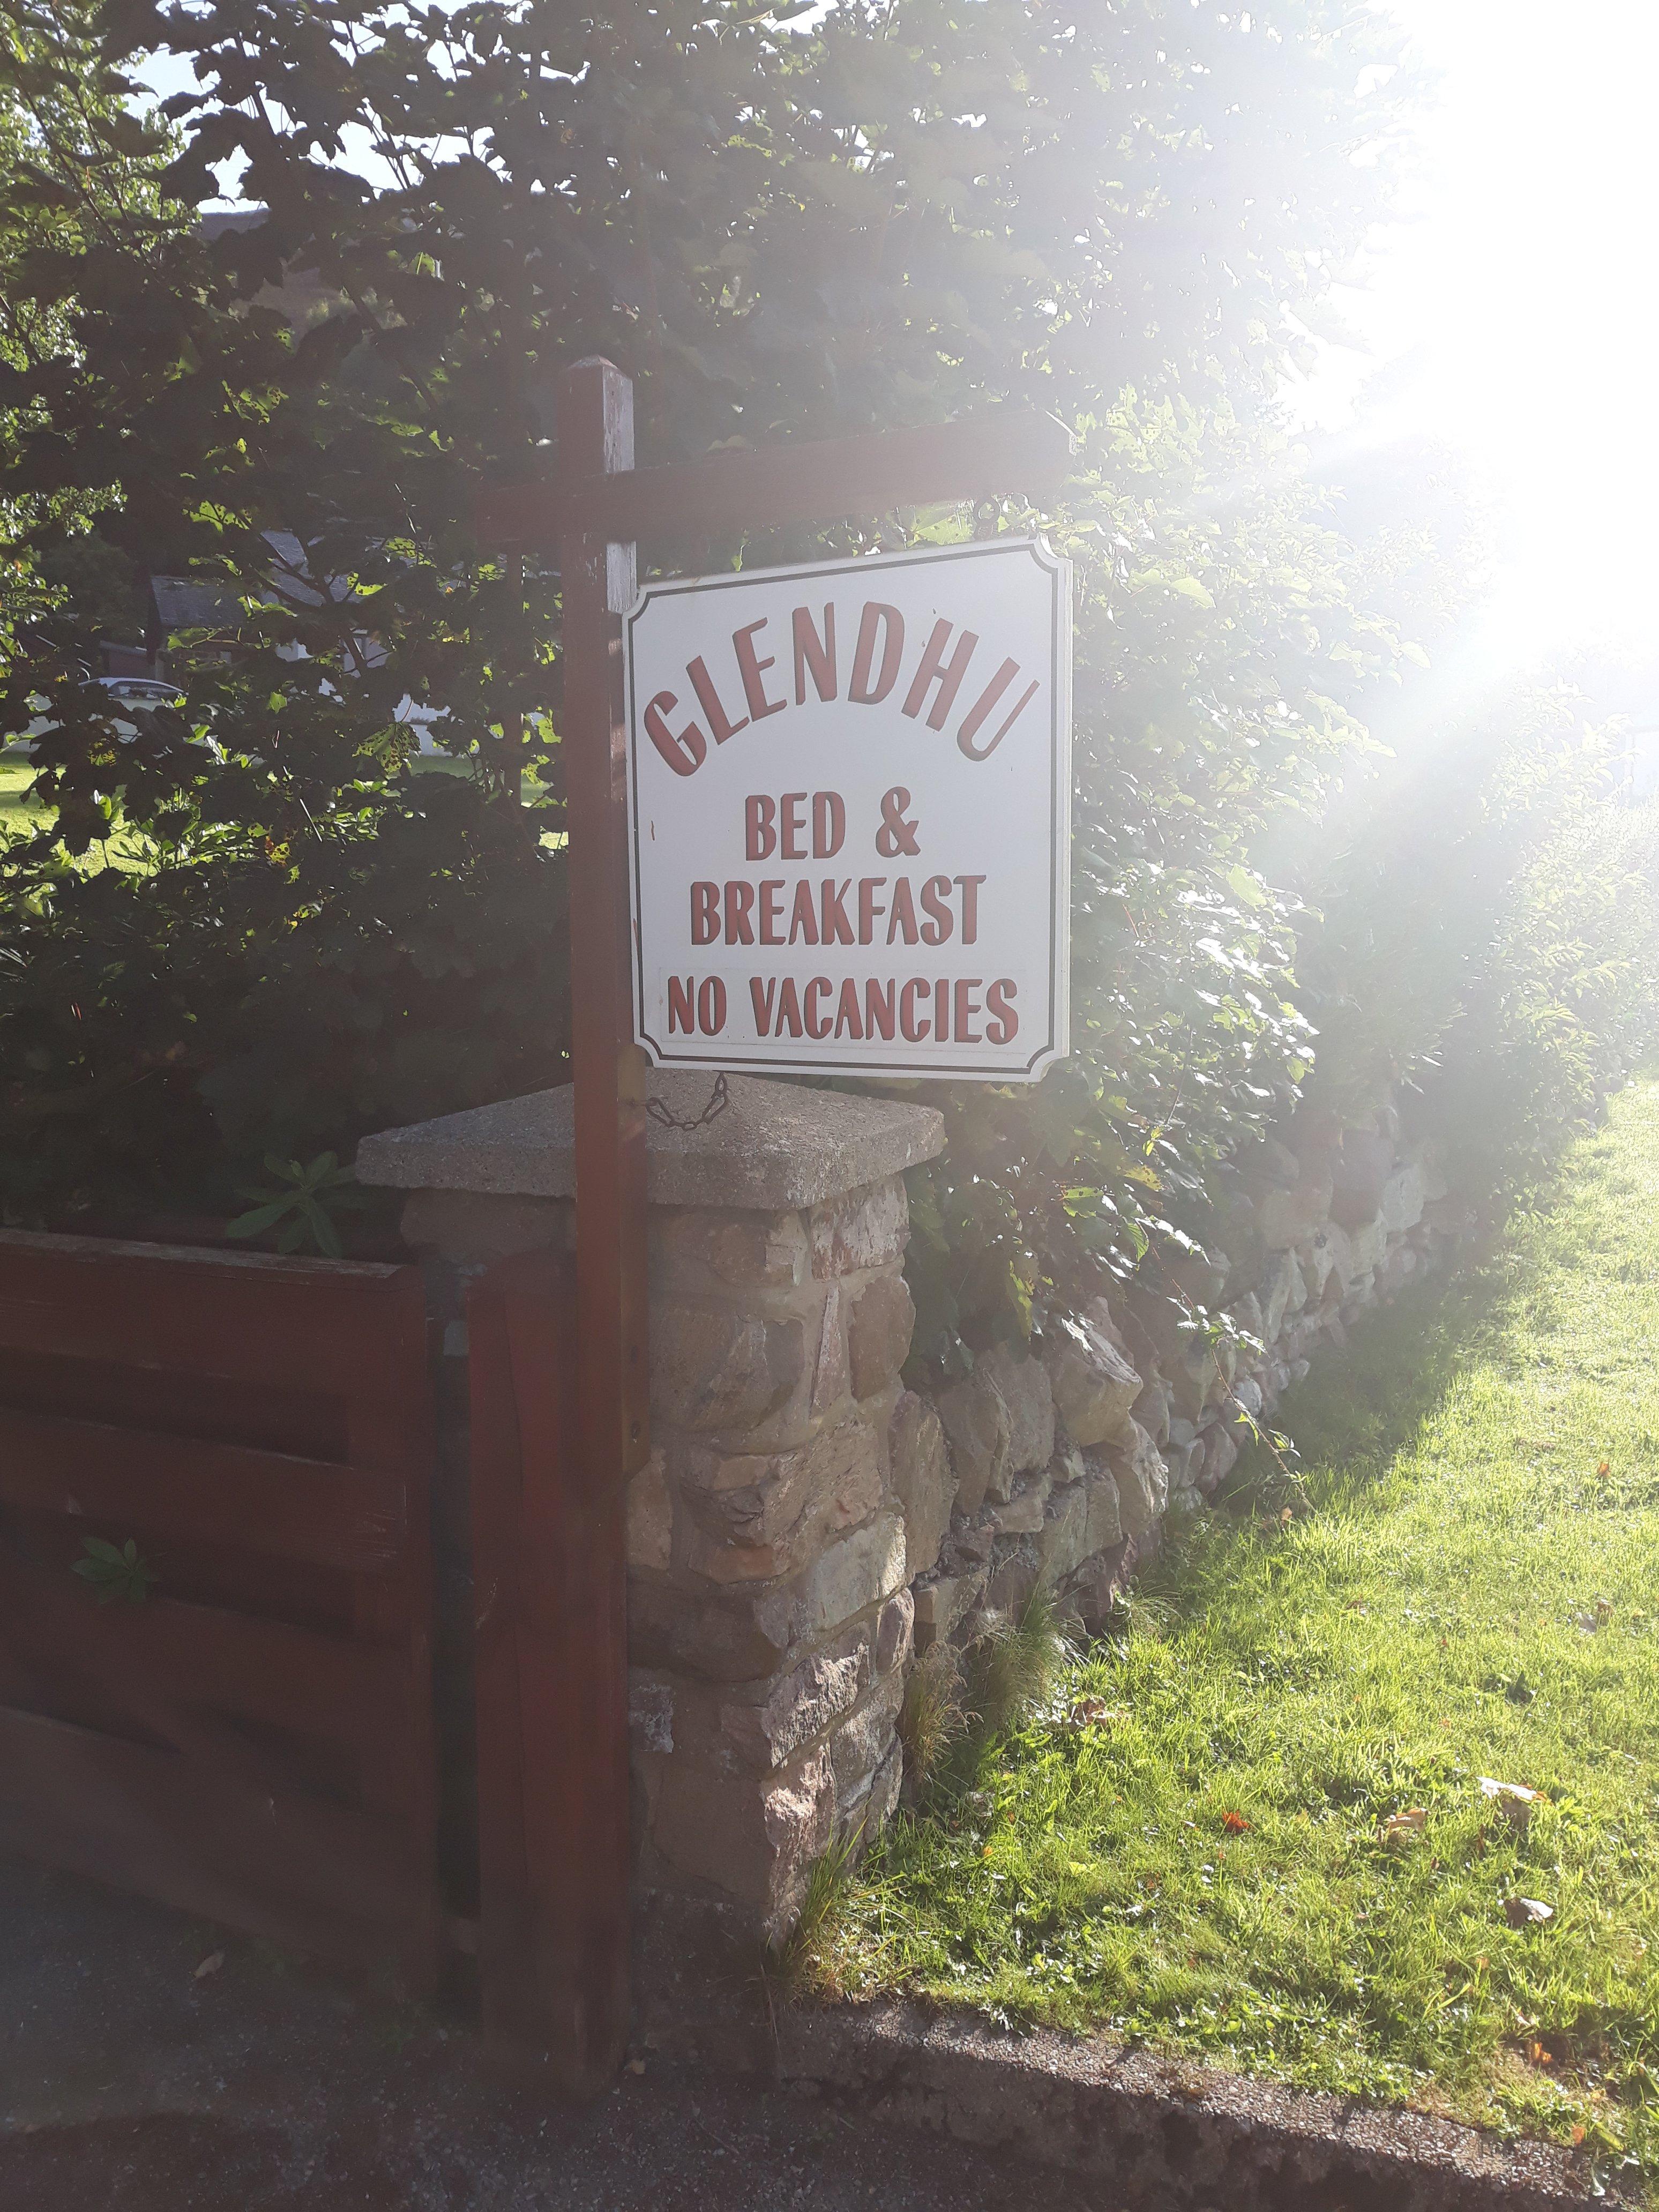 GLENDHU
BED &
BREAKFAST
NO VACANCIES